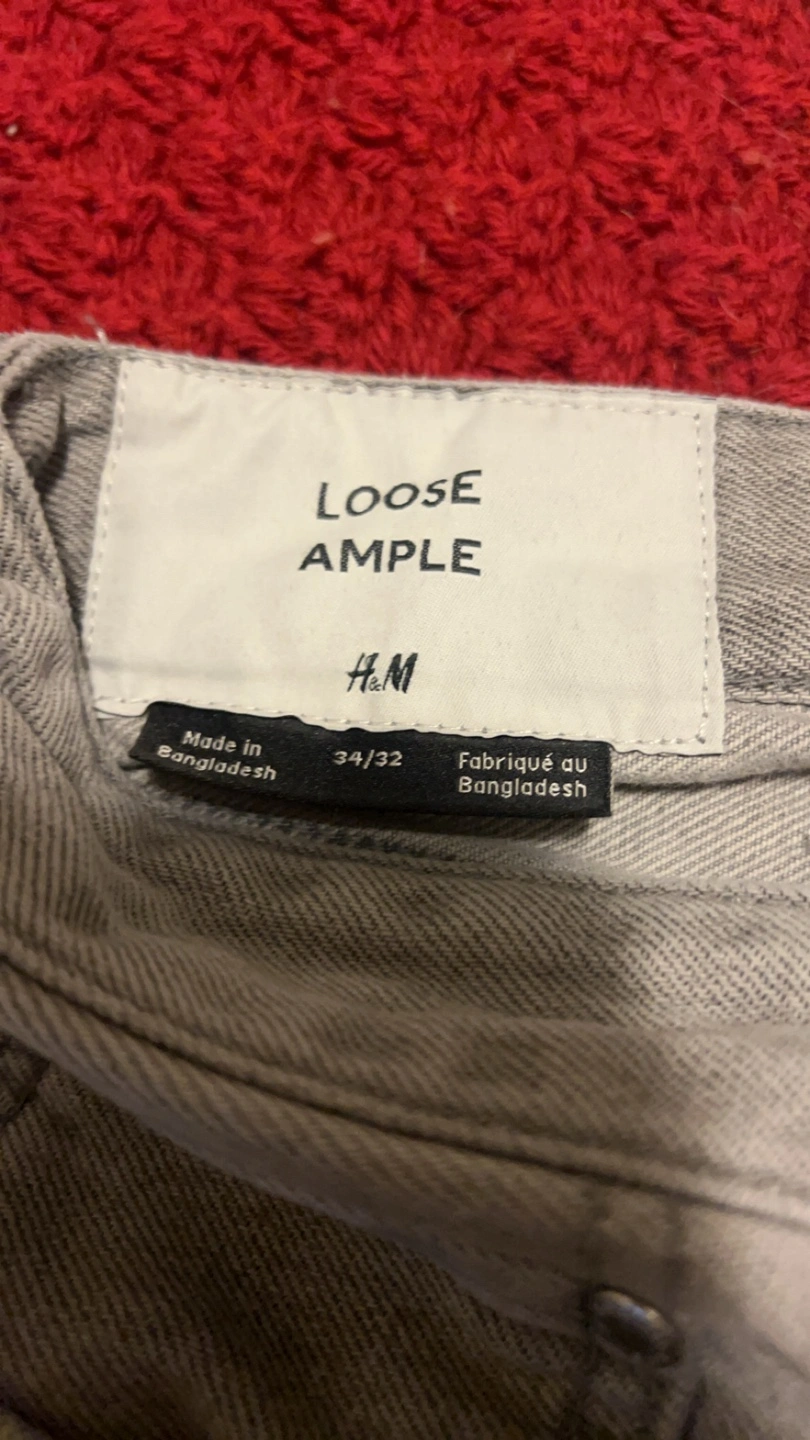 LOOSE
AMPLE
H&M
Made in
Bangladesh
34/32
Fabriqué au
Bangladesh